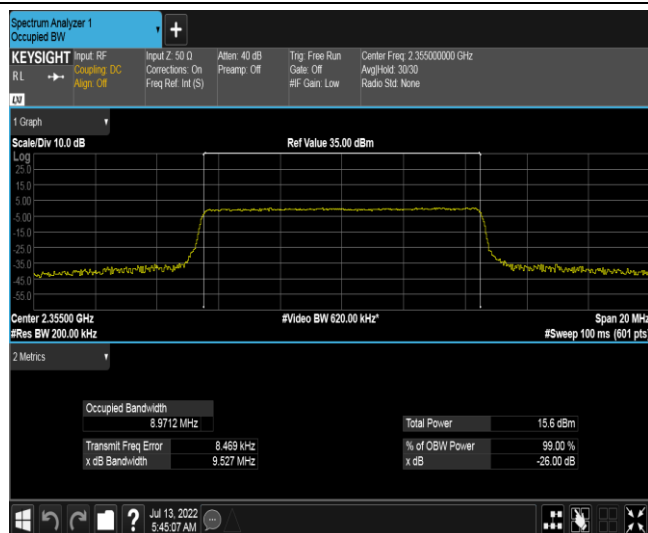 Spectrum Analyzer 1
Occupied BW
+
KEYSIGHT Input: RF Input Z: 50 Ω Atten: 40 dB Trig: Free Run Center Freq: 2.355000000 GHz
RL Coupling: DC Corrections: On Preamp: Off Gate: Off Avg|Hold: 30/30
Align: Off Freq Ref: Int (S) #IF Gain: Low Radio Std: None
LXI
1 Graph
Scale/Div 10.0 dB Ref Value 35.00 dBm
Log
25.0
15.0
5.00
-5.00
-15.0
-25.0
-35.0
-45.0
-55.0
Center 2.35500 GHz #Video BW 620.00 kHz* Span 20 MHz
#Res BW 200.00 kHz #Sweep 100 ms (601 pts)
2 Metrics
Occupied Bandwidth
8.9712 MHz Total Power 15.6 dBm
Transmit Freq Error 8.469 kHz % of OBW Power 99.00 %
x dB Bandwidth 9.527 MHz x dB -26.00 dB
? Jul 13, 2022
5:45:07 AM